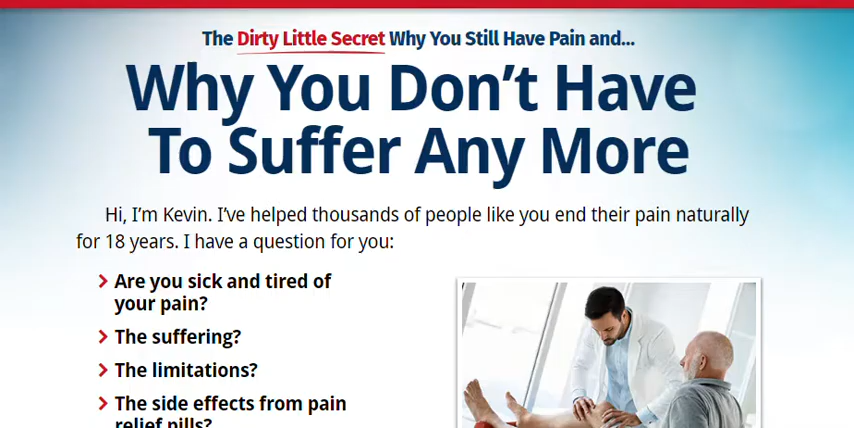 The Dirty Little Secret Why You Still Have Pain and...
Why You Don’t Have
To Suffer Any More
Hi, I’m Kevin. I’ve helped thousands of people like you end their pain naturally
for 18 years. I have a question for you:
Are you sick and tired of
your pain?
The suffering?
The limitations?
The side effects from pain
relief pills?